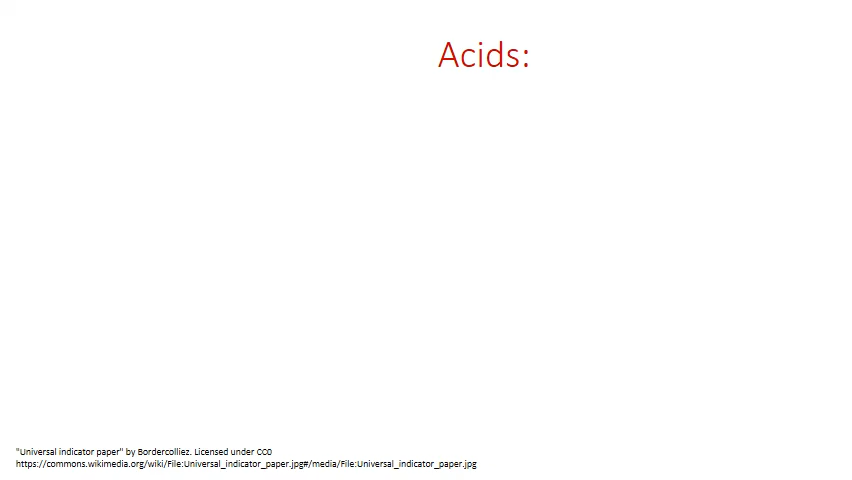 Acids:
"Universal indicator paper" by Bordercolliez. Licensed under CC0
https://commons.wikimedia.org/wiki/File:Universal_indicator_paper.jpg#/media/File:Universal_indicator_paper.jpg